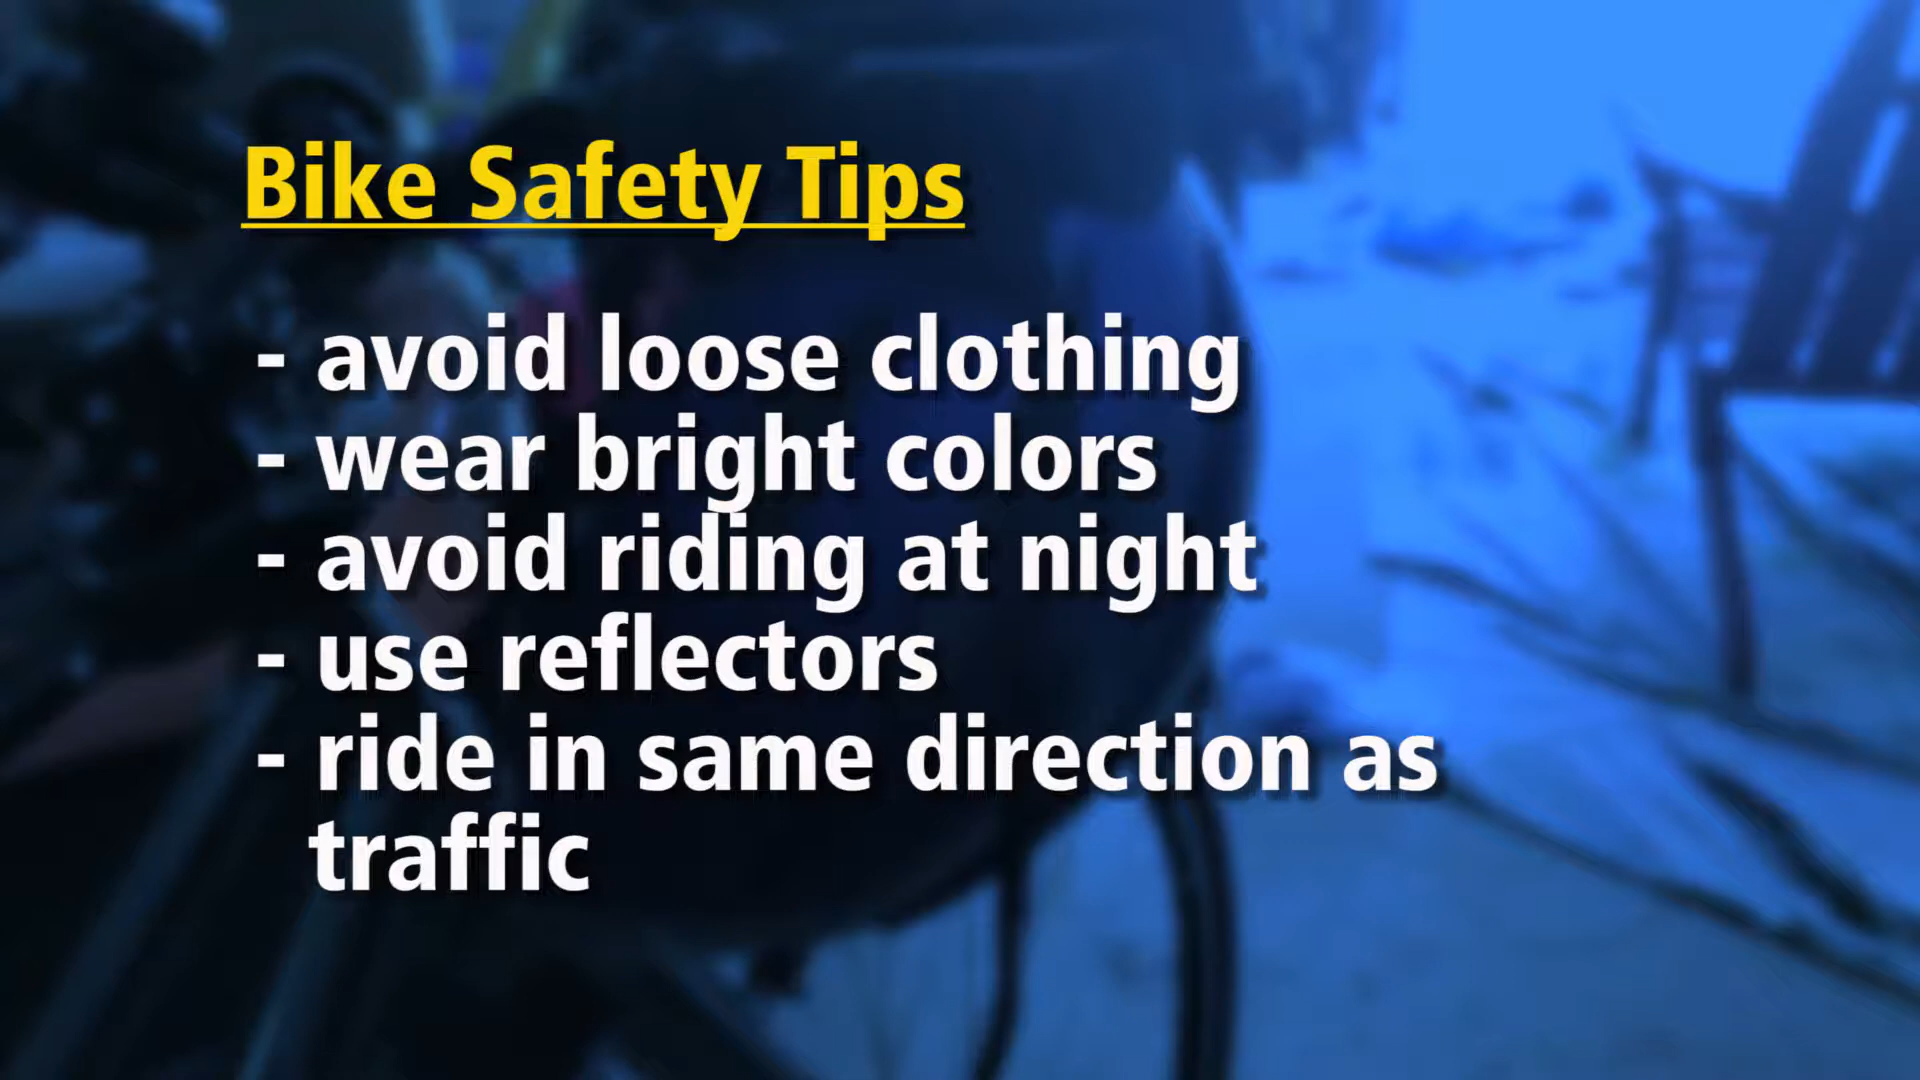 Bike Safety Tips
- avoid loose clothing
- wear bright colors
- avoid riding at night
- use reflectors
- ride in same direction as
traffic